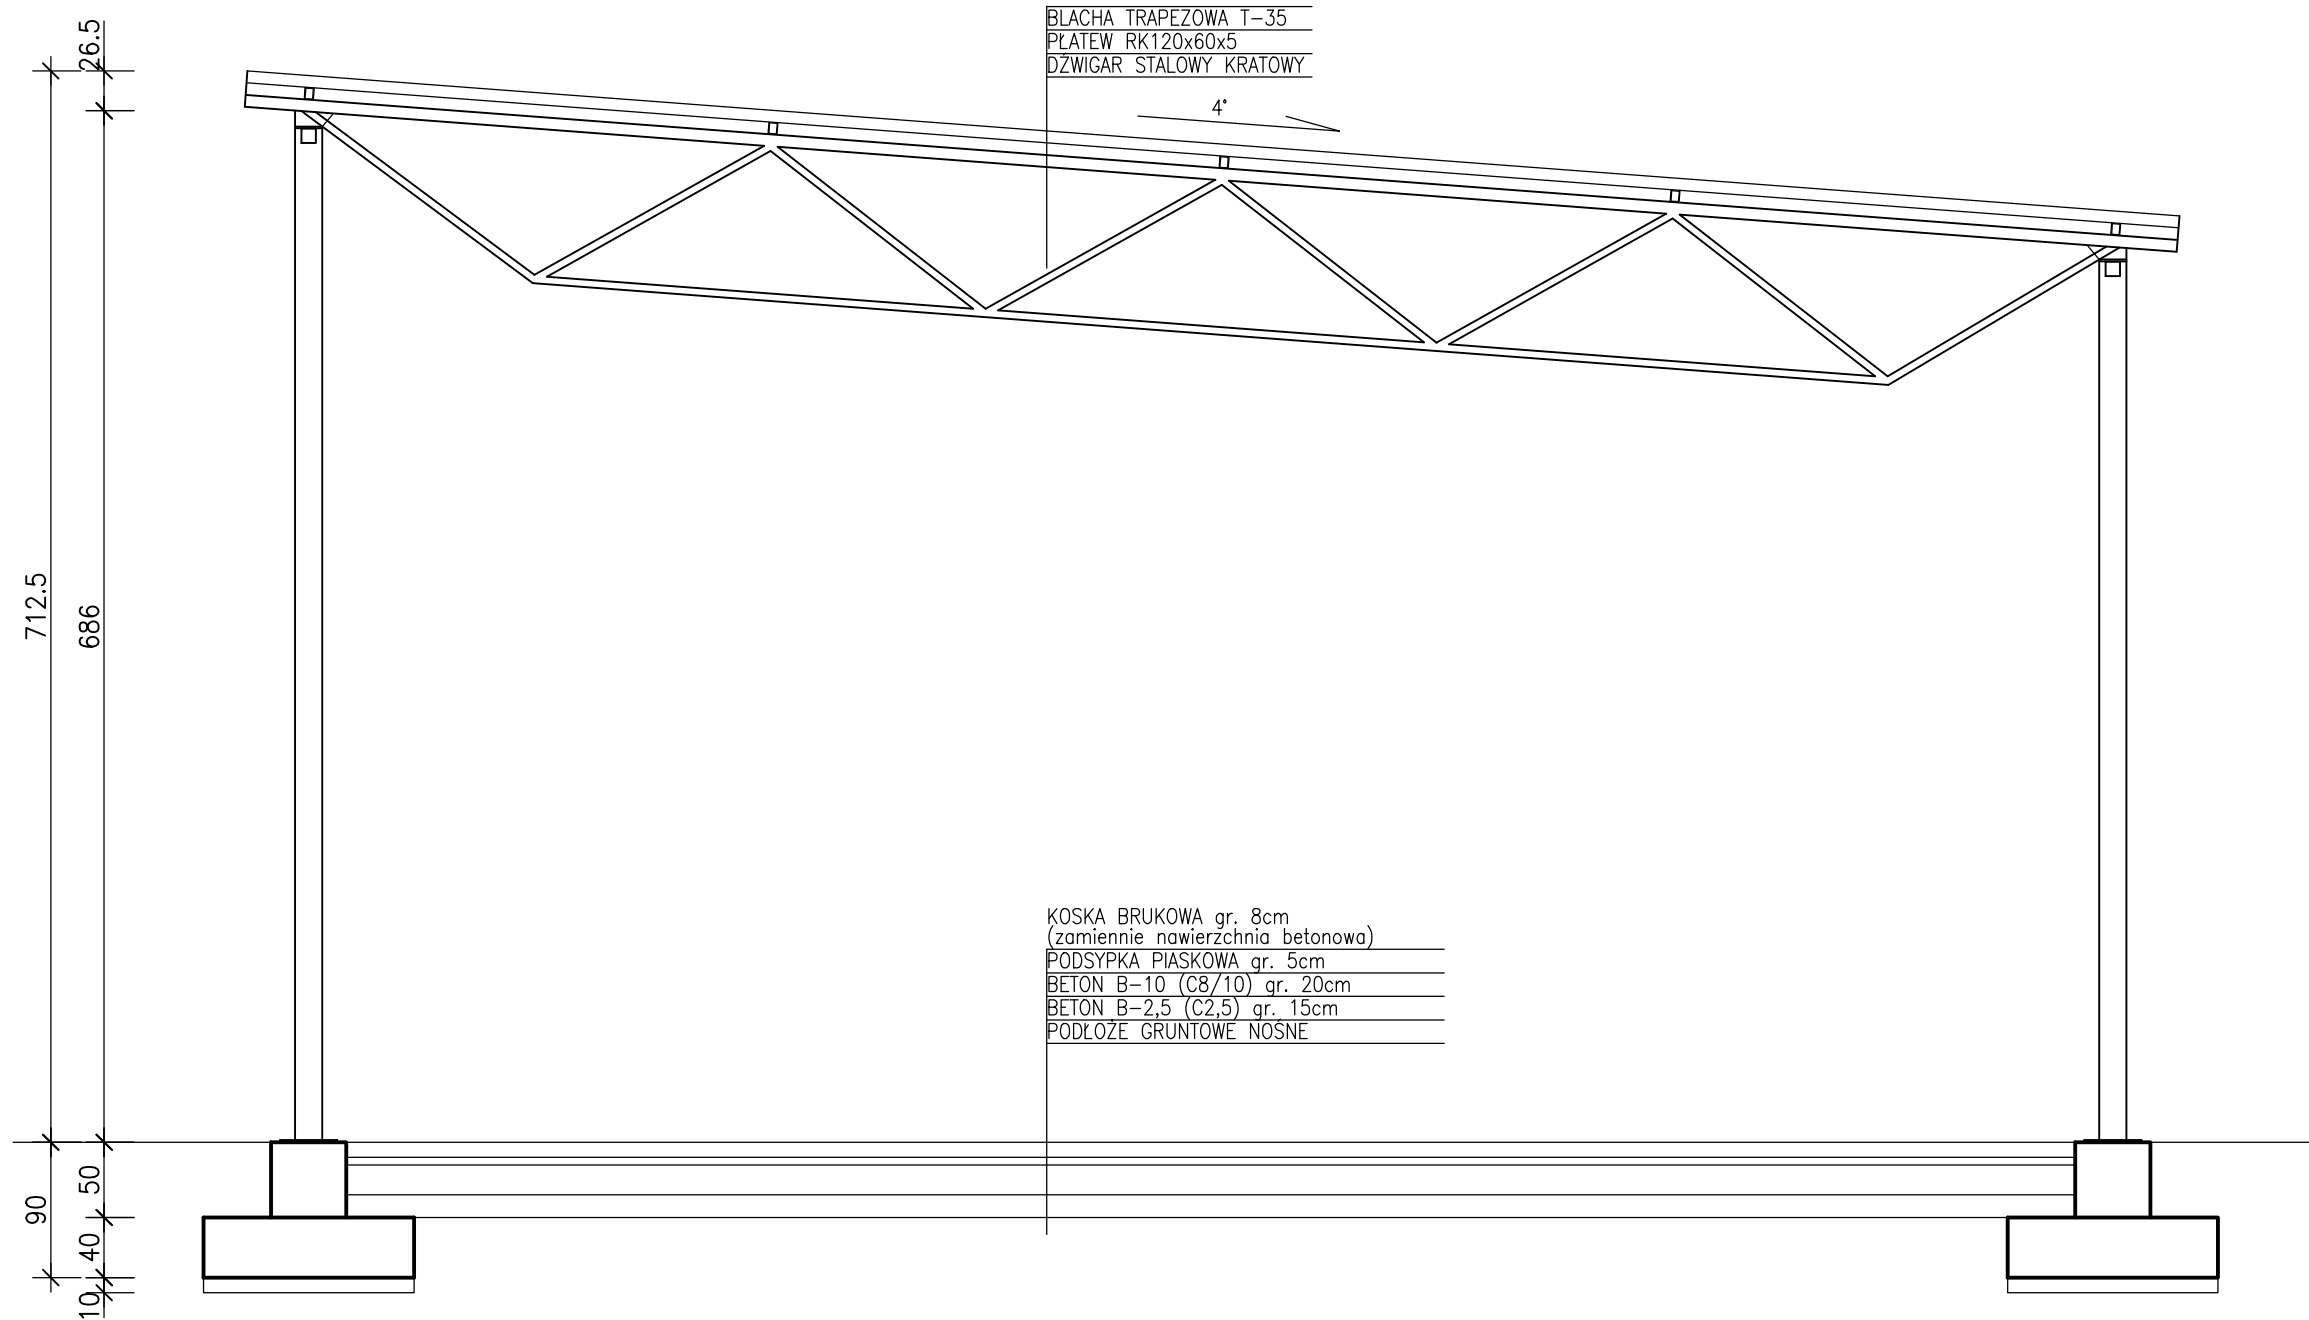 BLACHA TRAPEZOWA T-35
PŁATEW RK120x60x5
DŹWIGAR STALOWY KRATOWY
4°
26.5
712.5
686
KOSKA BRUKOWA gr. 8cm
(zamiennie nawierzchnia betonowa)
PODSYPKA PIASKOWA gr. 5cm
BETON B-10 (C8/10) gr. 20cm
BETON B-2,5 (C2,5) gr. 15cm
PODŁOŻE GRUNTOWE NOŚNE
90
50
40
10